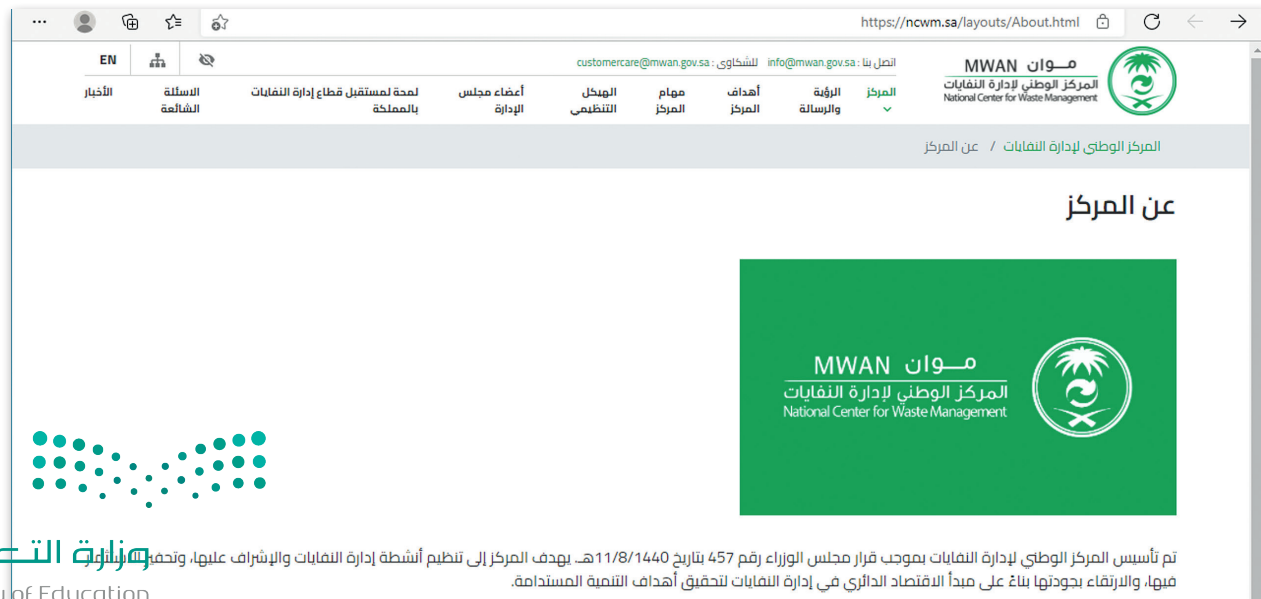 https://ncwm.sa/layouts/About.html
موان MWAN
المركز الوطني لإدارة النفايات
National Center for Waste Management
اتصل بنا : info@mwan.gov.sa للشكاوى : customercare@mwan.gov.sa
EN
المركز
الرؤية والرسالة
أهداف المركز
مهام المركز
الهيكل التنظيمي
أعضاء مجلس الإدارة
لمحة لمستقبل قطاع إدارة النفايات بالمملكة
الاسئلة الشائعة
الأخبار
المركز الوطني لإدارة النفايات / عن المركز
عن المركز
مـــوان MWAN
المركز الوطني لإدارة النفايات
National Center for Waste Management
تم تأسيس المركز الوطني لإدارة النفايات بموجب قرار مجلس الوزراء رقم 457 بتاريخ 11/8/1440هـ. يهدف المركز إلى تنظيم أنشطة إدارة النفايات والإشراف عليها، وتحفيز الاستثمار
فيها، والارتقاء بجودتها بناءً على مبدأ الاقتصاد الدائري في إدارة النفايات لتحقيق أهداف التنمية المستدامة.
وزارة
of Education